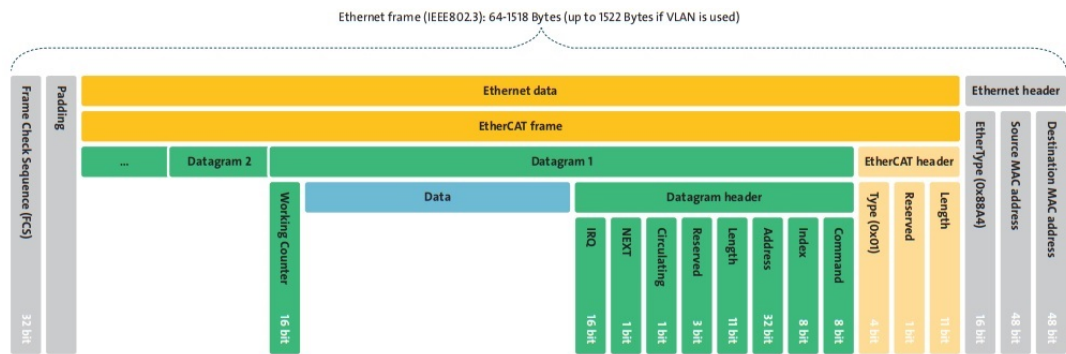 Ethernet frame (IEEE802.3): 64-1518 Bytes (up to 1522 Bytes if VLAN is used)
Frame Check Sequence (FCS)
32 bit
Padding
Ethernet data
Ethernet header
EtherCAT frame
...
Datagram 2
Datagram 1
EtherCAT header
Working Counter
16 bit
Data
Datagram header
IRQ
16 bit
NEXT
1 bit
Circulating
1 bit
Reserved
3 bit
Length
11 bit
Address
32 bit
Index
8 bit
Command
8 bit
Type (0x01)
4 bit
Reserved
1 bit
Length
11 bit
EtherType (0x88A4)
16 bit
Source MAC address
48 bit
Destination MAC address
48 bit